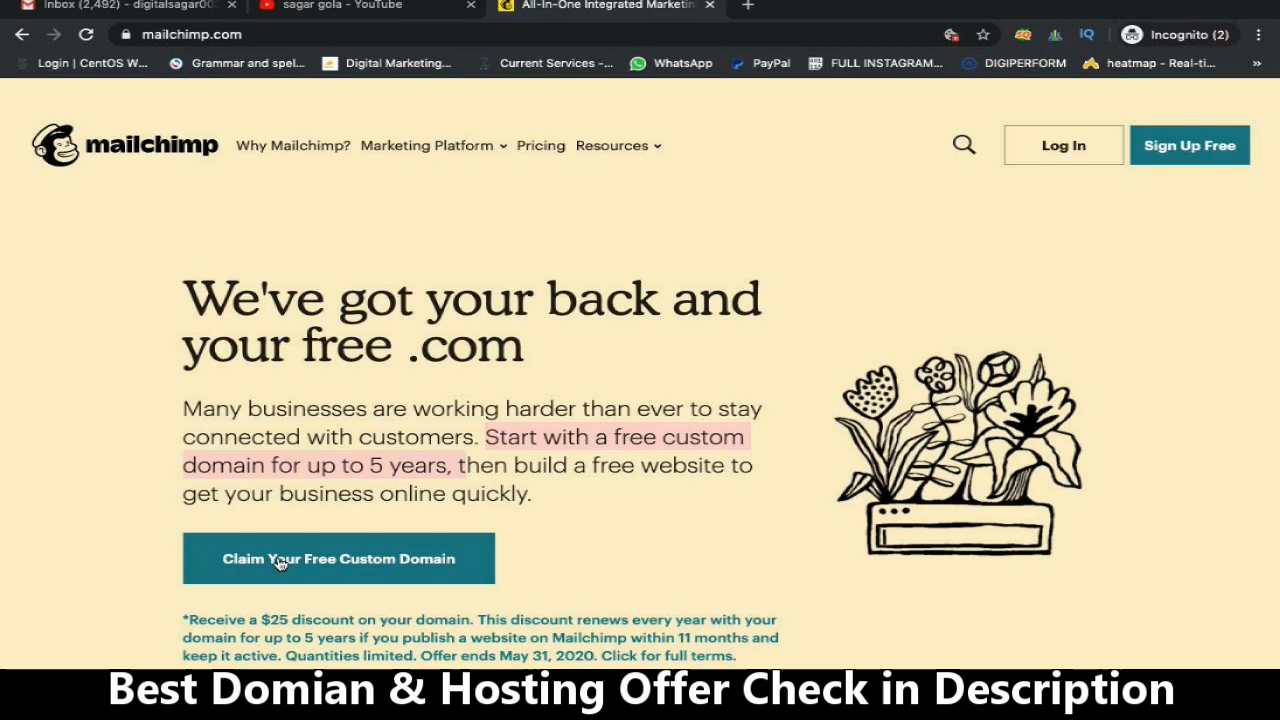 Inbox (2,492) - digitalsagar00
sagar gola - YouTube
All-In-One Integrated Marketin
mailchimp.com
Incognito (2)
Login | CentOS W...
Grammar and spel...
Digital Marketing...
Current Services -...
WhatsApp
PayPal
FULL INSTAGRAM...
DIGIPERFORM
heatmap - Real-ti...
mailchimp
Why Mailchimp?
Marketing Platform
Pricing
Resources
Log In
Sign Up Free
We've got your back and
your free .com
Many businesses are working harder than ever to stay
connected with customers. Start with a free custom
domain for up to 5 years, then build a free website to
get your business online quickly.
Claim Your Free Custom Domain
*Receive a $25 discount on your domain. This discount renews every year with your
domain for up to 5 years if you publish a website on Mailchimp within 11 months and
keep it active. Quantities limited. Offer ends May 31, 2020. Click for full terms.
Best Domian & Hosting Offer Check in Description